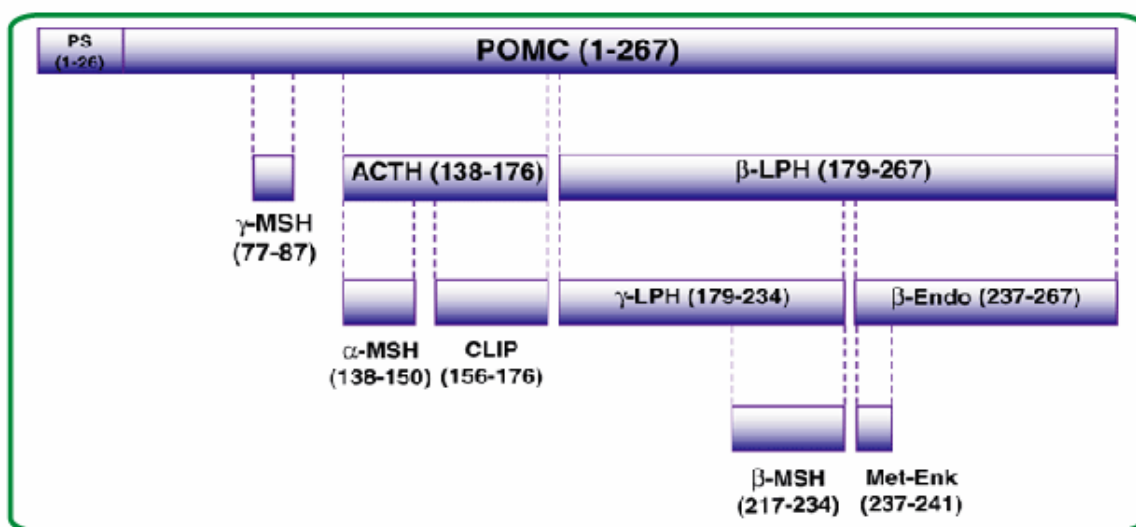 PS
(1-26)
POMC (1-267)
ACTH (138-176)
β-LPH (179-267)
γ-MSH
(77-87)
γ-LPH (179-234)
β-Endo (237-267)
α-MSH
(138-150)
CLIP
(156-176)
β-MSH
(217-234)
Met-Enk
(237-241)